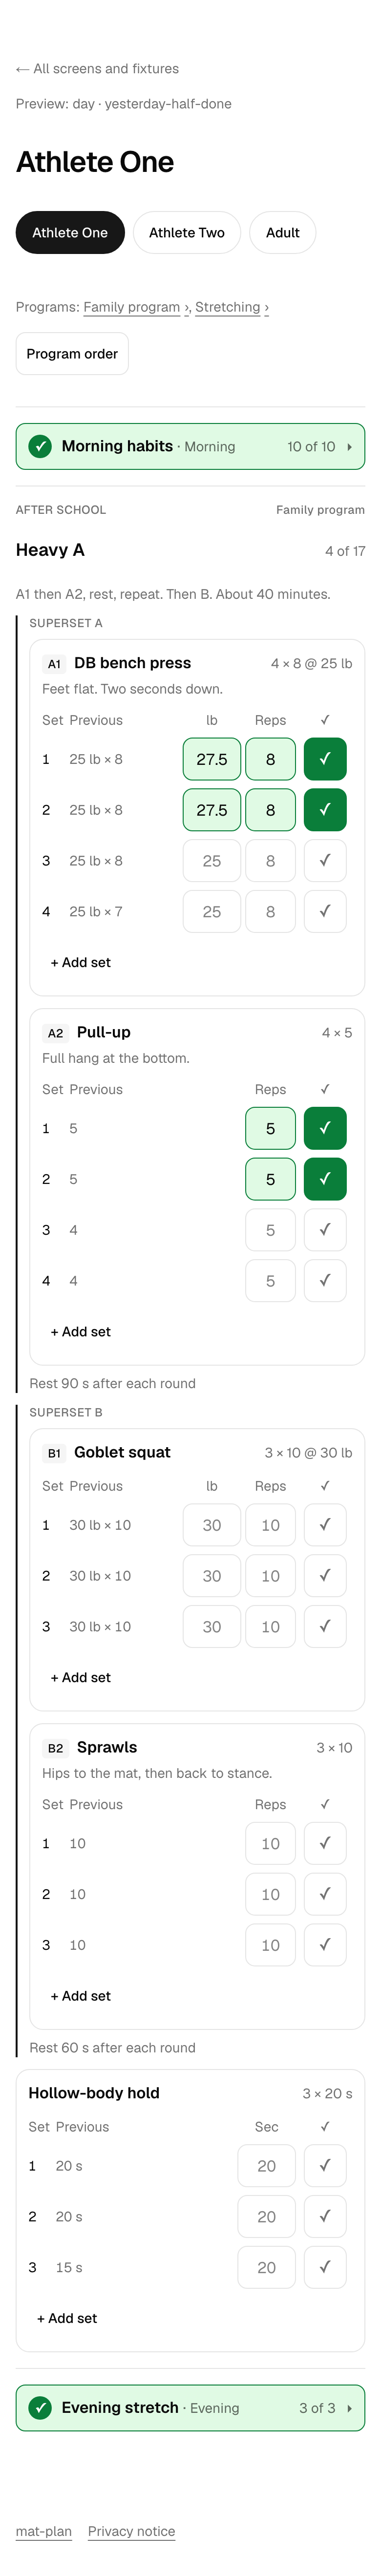 ← All screens and fixtures
Preview: day · yesterday-half-done
Athlete One
Athlete One Athlete Two Adult
Programs: Family program ›, Stretching ›
Program order
✓ Morning habits · Morning 10 of 10 ▸
AFTER SCHOOL Family program
Heavy A 4 of 17
A1 then A2, rest, repeat. Then B. About 40 minutes.
SUPERSET A
A1 DB bench press 4 × 8 @ 25 lb
Feet flat. Two seconds down.
Set Previous lb Reps ✓
1 25 lb × 8 27.5 8 ✓
2 25 lb × 8 27.5 8 ✓
3 25 lb × 8 25 8 ✓
4 25 lb × 7 25 8 ✓
+ Add set
A2 Pull-up 4 × 5
Full hang at the bottom.
Set Previous Reps ✓
1 5 5 ✓
2 5 5 ✓
3 4 5 ✓
4 4 5 ✓
+ Add set
Rest 90 s after each round
SUPERSET B
B1 Goblet squat 3 × 10 @ 30 lb
Set Previous lb Reps ✓
1 30 lb × 10 30 10 ✓
2 30 lb × 10 30 10 ✓
3 30 lb × 10 30 10 ✓
+ Add set
B2 Sprawls 3 × 10
Hips to the mat, then back to stance.
Set Previous Reps ✓
1 10 10 ✓
2 10 10 ✓
3 10 10 ✓
+ Add set
Rest 60 s after each round
Hollow-body hold 3 × 20 s
Set Previous Sec ✓
1 20 s 20 ✓
2 20 s 20 ✓
3 15 s 20 ✓
+ Add set
✓ Evening stretch · Evening 3 of 3 ▸
mat-plan Privacy notice